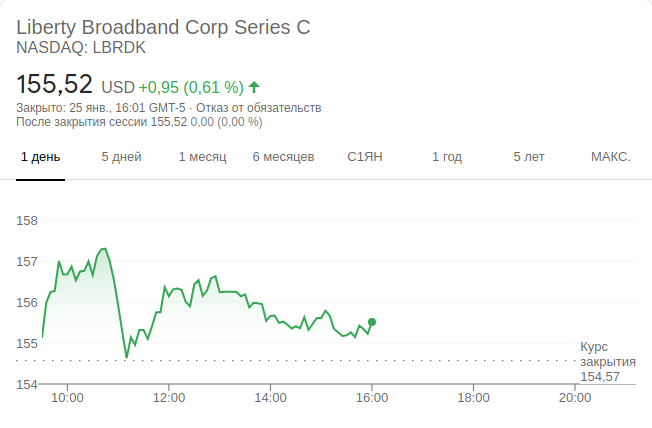 Liberty Broadband Corp Series C
NASDAQ: LBRDK
155,52 USD +0,95 (0,61 %)
Закрыто: 25 янв., 16:01 GMT-5 · Отказ от обязательств
После закрытия сессии 155,52 0,00 (0,00 %)
1 день 5 дней 1 месяц 6 месяцев С1ЯН 1 год 5 лет МАКС.
158
157
156
155
154
Курс
закрытия
154,57
10:00 12:00 14:00 16:00 18:00 20:00